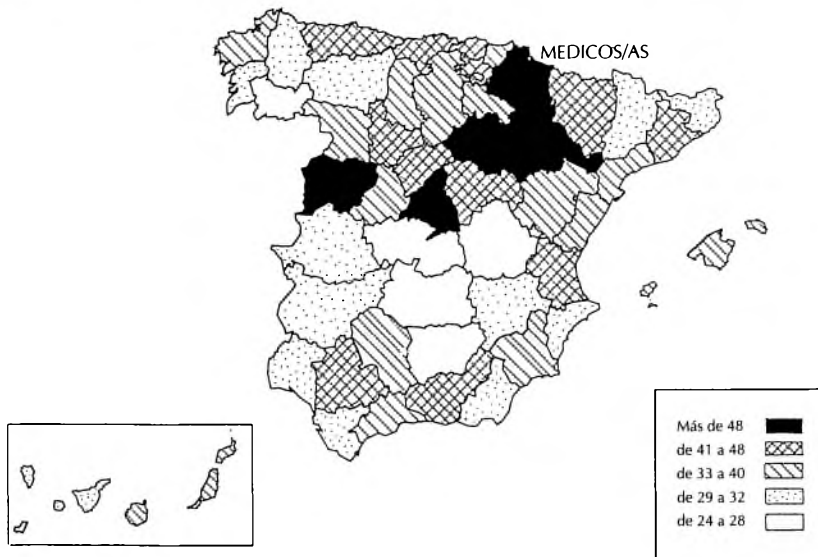 MEDICOS/AS
Más de 48
de 41 a 48
de 33 a 40
de 29 a 32
de 24 a 28